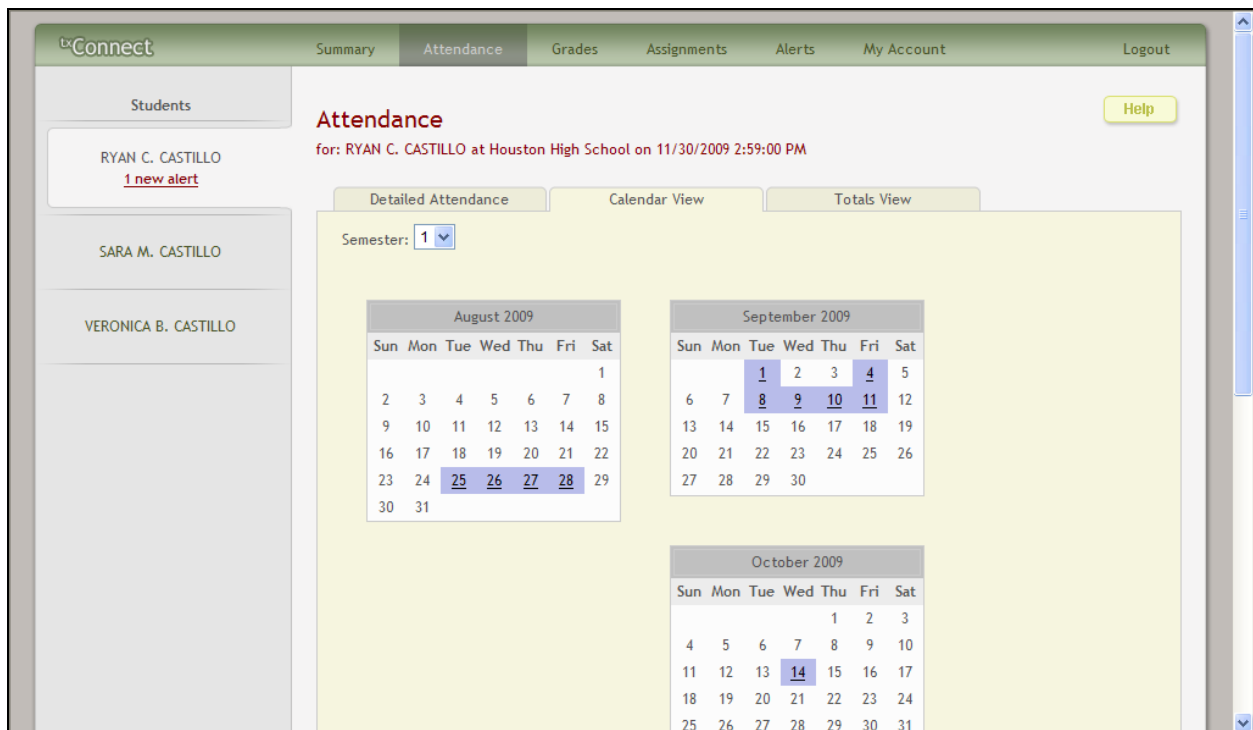 txConnect
Summary Attendance Grades Assignments Alerts My Account Logout
Students
RYAN C. CASTILLO
1 new alert
SARA M. CASTILLO
VERONICA B. CASTILLO
Attendance
Help
for: RYAN C. CASTILLO at Houston High School on 11/30/2009 2:59:00 PM
Detailed Attendance Calendar View Totals View
Semester: 1
August 2009
Sun Mon Tue Wed Thu Fri Sat
1
2 3 4 5 6 7 8
9 10 11 12 13 14 15
16 17 18 19 20 21 22
23 24 25 26 27 28 29
30 31
September 2009
Sun Mon Tue Wed Thu Fri Sat
1 2 3 4 5
6 7 8 9 10 11 12
13 14 15 16 17 18 19
20 21 22 23 24 25 26
27 28 29 30
October 2009
Sun Mon Tue Wed Thu Fri Sat
1 2 3
4 5 6 7 8 9 10
11 12 13 14 15 16 17
18 19 20 21 22 23 24
25 26 27 28 29 30 31